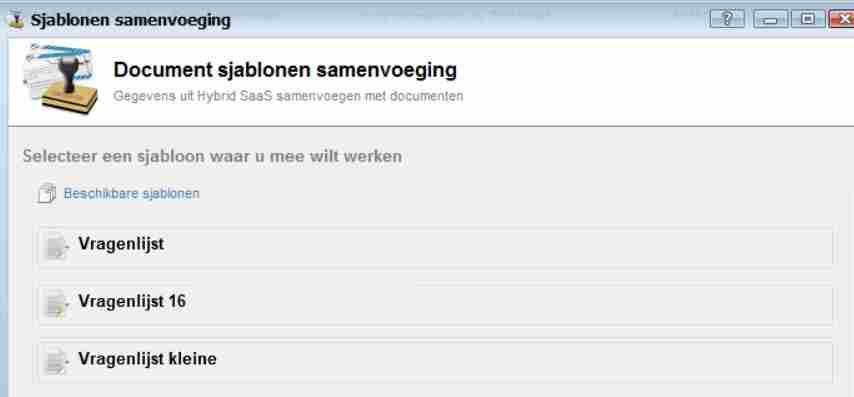 Sjablonen samenvoeging
Document sjablonen samenvoeging
Gegevens uit Hybrid SaaS samenvoegen met documenten
Selecteer een sjabloon waar u mee wilt werken
Beschikbare sjablonen
Vragenlijst
Vragenlijst 16
Vragenlijst kleine